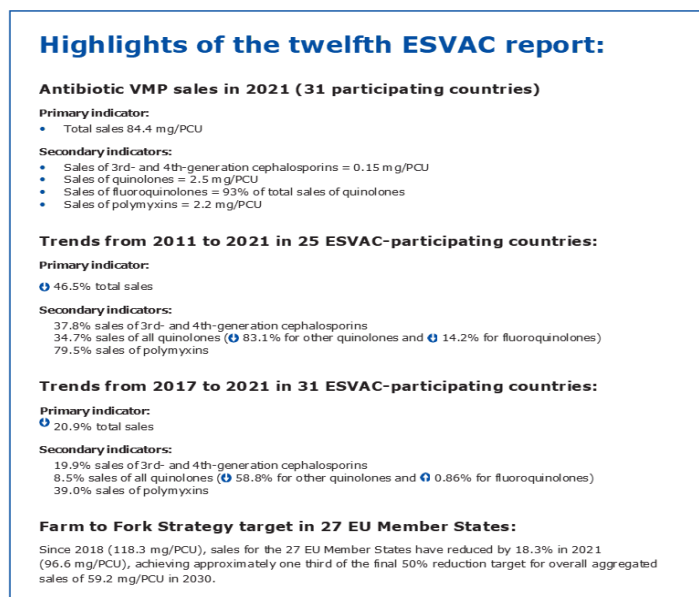 Highlights of the twelfth ESVAC report:
Antibiotic VMP sales in 2021 (31 participating countries)
Primary indicator:
• Total sales 84.4 mg/PCU
Secondary indicators:
• Sales of 3rd- and 4th-generation cephalosporins = 0.15 mg/PCU
• Sales of quinolones = 2.5 mg/PCU
• Sales of fluoroquinolones = 93% of total sales of quinolones
• Sales of polymyxins = 2.2 mg/PCU
Trends from 2011 to 2021 in 25 ESVAC-participating countries:
Primary indicator:
46.5% total sales
Secondary indicators:
37.8% sales of 3rd- and 4th-generation cephalosporins
34.7% sales of all quinolones (83.1% for other quinolones and 14.2% for fluoroquinolones)
79.5% sales of polymyxins
Trends from 2017 to 2021 in 31 ESVAC-participating countries:
Primary indicator:
20.9% total sales
Secondary indicators:
19.9% sales of 3rd- and 4th-generation cephalosporins
8.5% sales of all quinolones (58.8% for other quinolones and 0.86% for fluoroquinolones)
39.0% sales of polymyxins
Farm to Fork Strategy target in 27 EU Member States:
Since 2018 (118.3 mg/PCU), sales for the 27 EU Member States have reduced by 18.3% in 2021
(96.6 mg/PCU), achieving approximately one third of the final 50% reduction target for overall aggregated
sales of 59.2 mg/PCU in 2030.